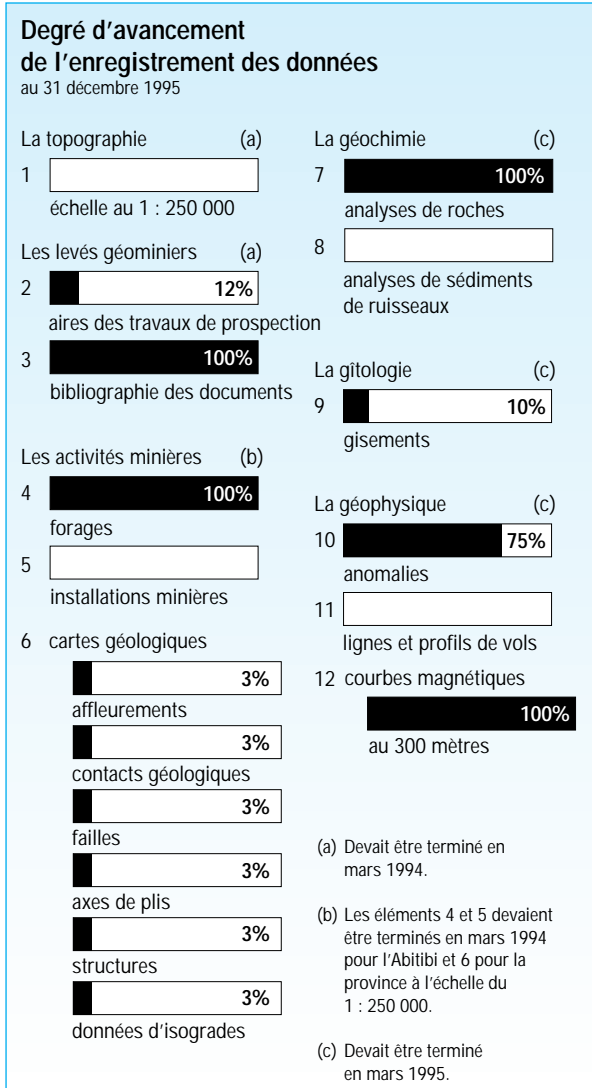 Degré d'avancement
de l'enregistrement des données
au 31 décembre 1995
La topographie (a)
1
échelle au 1 : 250 000
Les levés géominiers (a)
2 12%
aires des travaux de prospection
3 100%
bibliographie des documents
Les activités minières (b)
4 100%
forages
5
installations minières
6 cartes géologiques
3%
affleurements
3%
contacts géologiques
3%
failles
3%
axes de plis
3%
structures
3%
données d'isogrades
La géochimie (c)
7 100%
analyses de roches
8
analyses de sédiments
de ruisseaux
La gîtologie (c)
9 10%
gisements
La géophysique (c)
10 75%
anomalies
11
lignes et profils de vols
12 courbes magnétiques
100%
au 300 mètres
(a) Devait être terminé en
mars 1994.
(b) Les éléments 4 et 5 devaient
être terminés en mars 1994
pour l'Abitibi et 6 pour la
province à l'échelle du
1 : 250 000.
(c) Devait être terminé
en mars 1995.